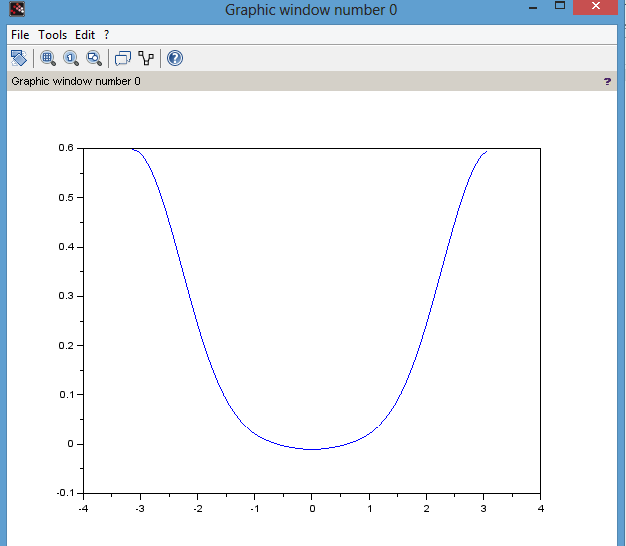 Graphic window number 0
File Tools Edit ?
Graphic window number 0 ?
0.6
0.5
0.4
0.3
0.2
0.1
0
-0.1
-4 -3 -2 -1 0 1 2 3 4